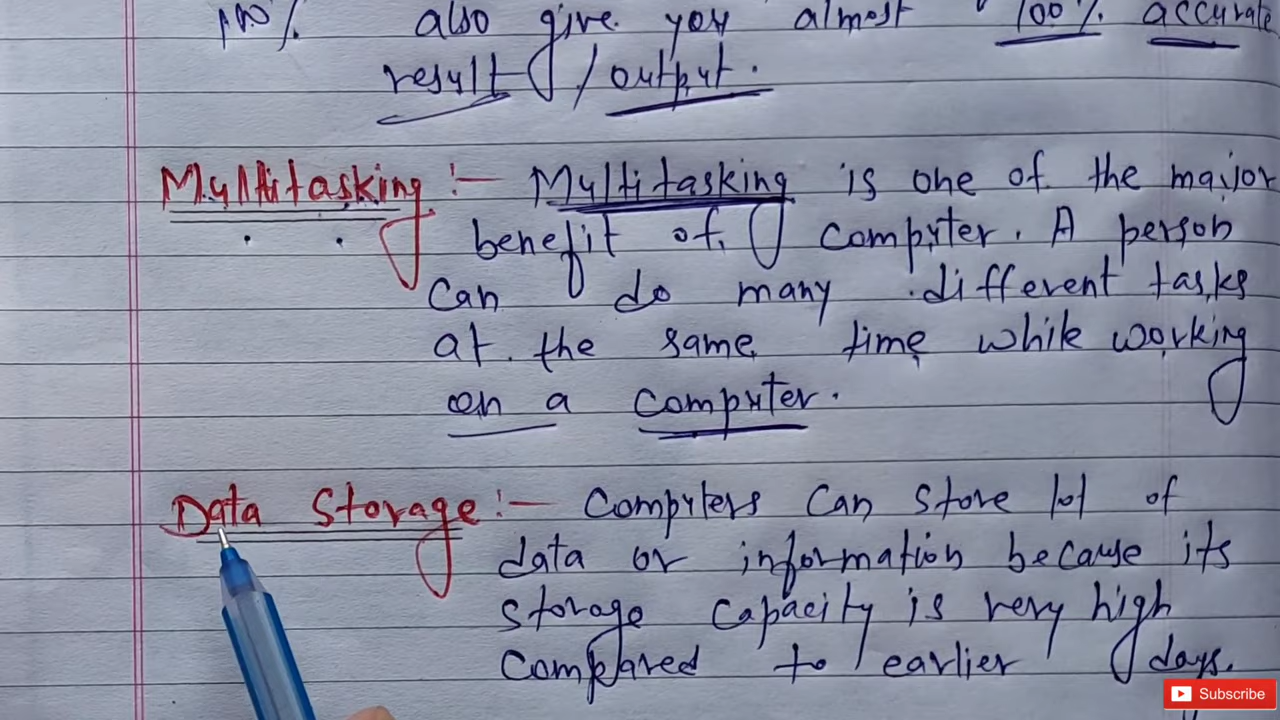 100% also give you almost 100% accurate
result / output.
Multitasking :- Multitasking is one of the major
benefit of computer. A person
can do many different tasks
at the same time while working
on a computer.
Data Storage :- Computers can store lot of
data or information because its
storage capacity is very high
compared to earlier days.
Subscribe